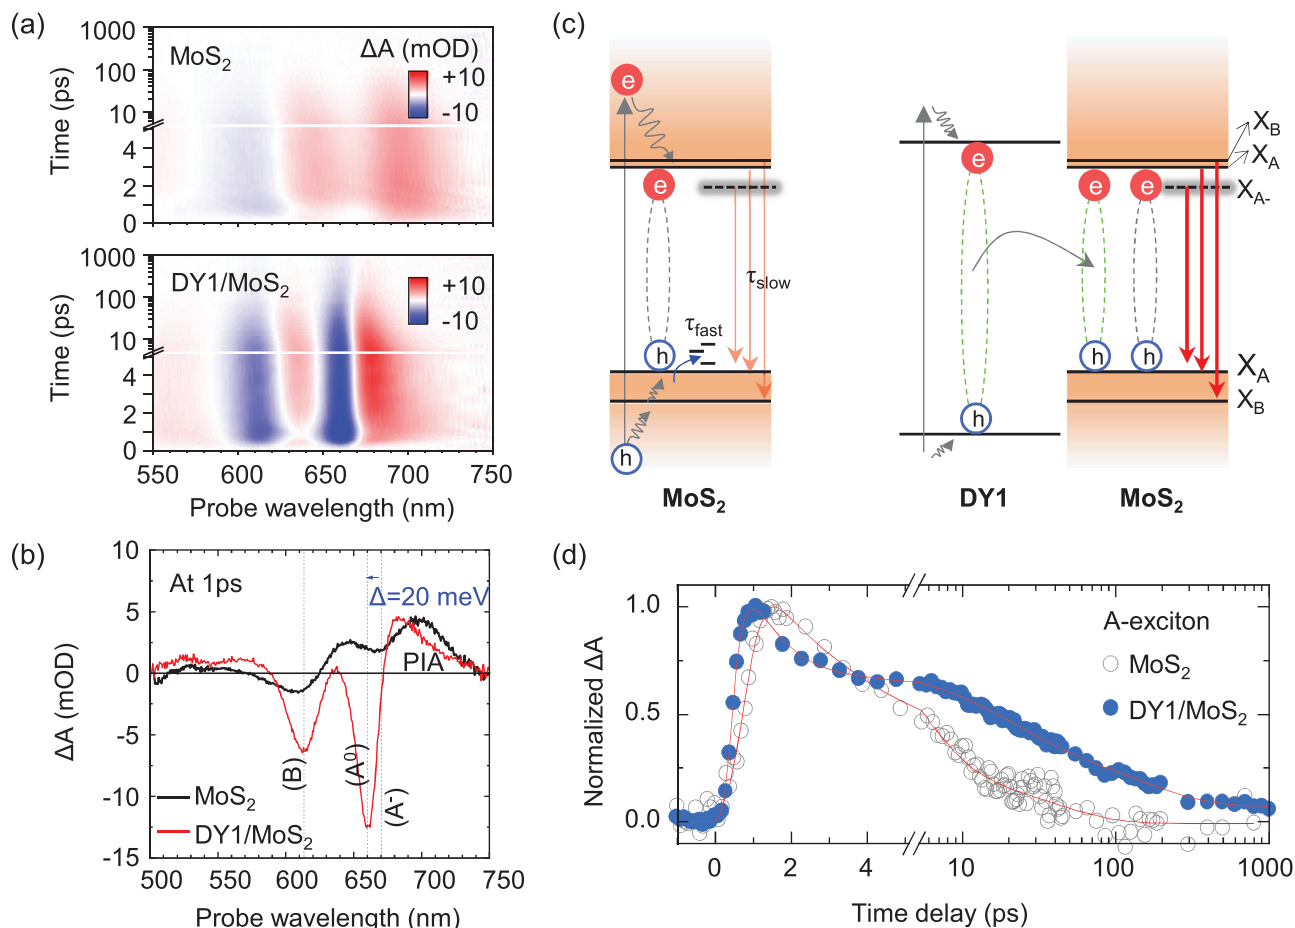 (a)
MoS2
ΔA (mOD)
+10
-10
1000
100
10
4
2
0
Time (ps)
DY1/MoS2
+10
-10
1000
100
10
4
2
0
Time (ps)
550 600 650 700 750
Probe wavelength (nm)
(b)
At 1ps
Δ=20 meV
PIA
(B)
(A0)
(A-)
MoS2
DY1/MoS2
10
5
0
-5
-10
-15
ΔA (mOD)
500 550 600 650 700 750
Probe wavelength (nm)
(c)
e
e
h
h
τfast
τslow
MoS2
e
h
DY1
e e
h h
XB
XA
XA-
XA
XB
MoS2
(d)
A-exciton
MoS2
DY1/MoS2
1.0
0.5
0.0
Normalized ΔA
0 2 4 10 100 1000
Time delay (ps)